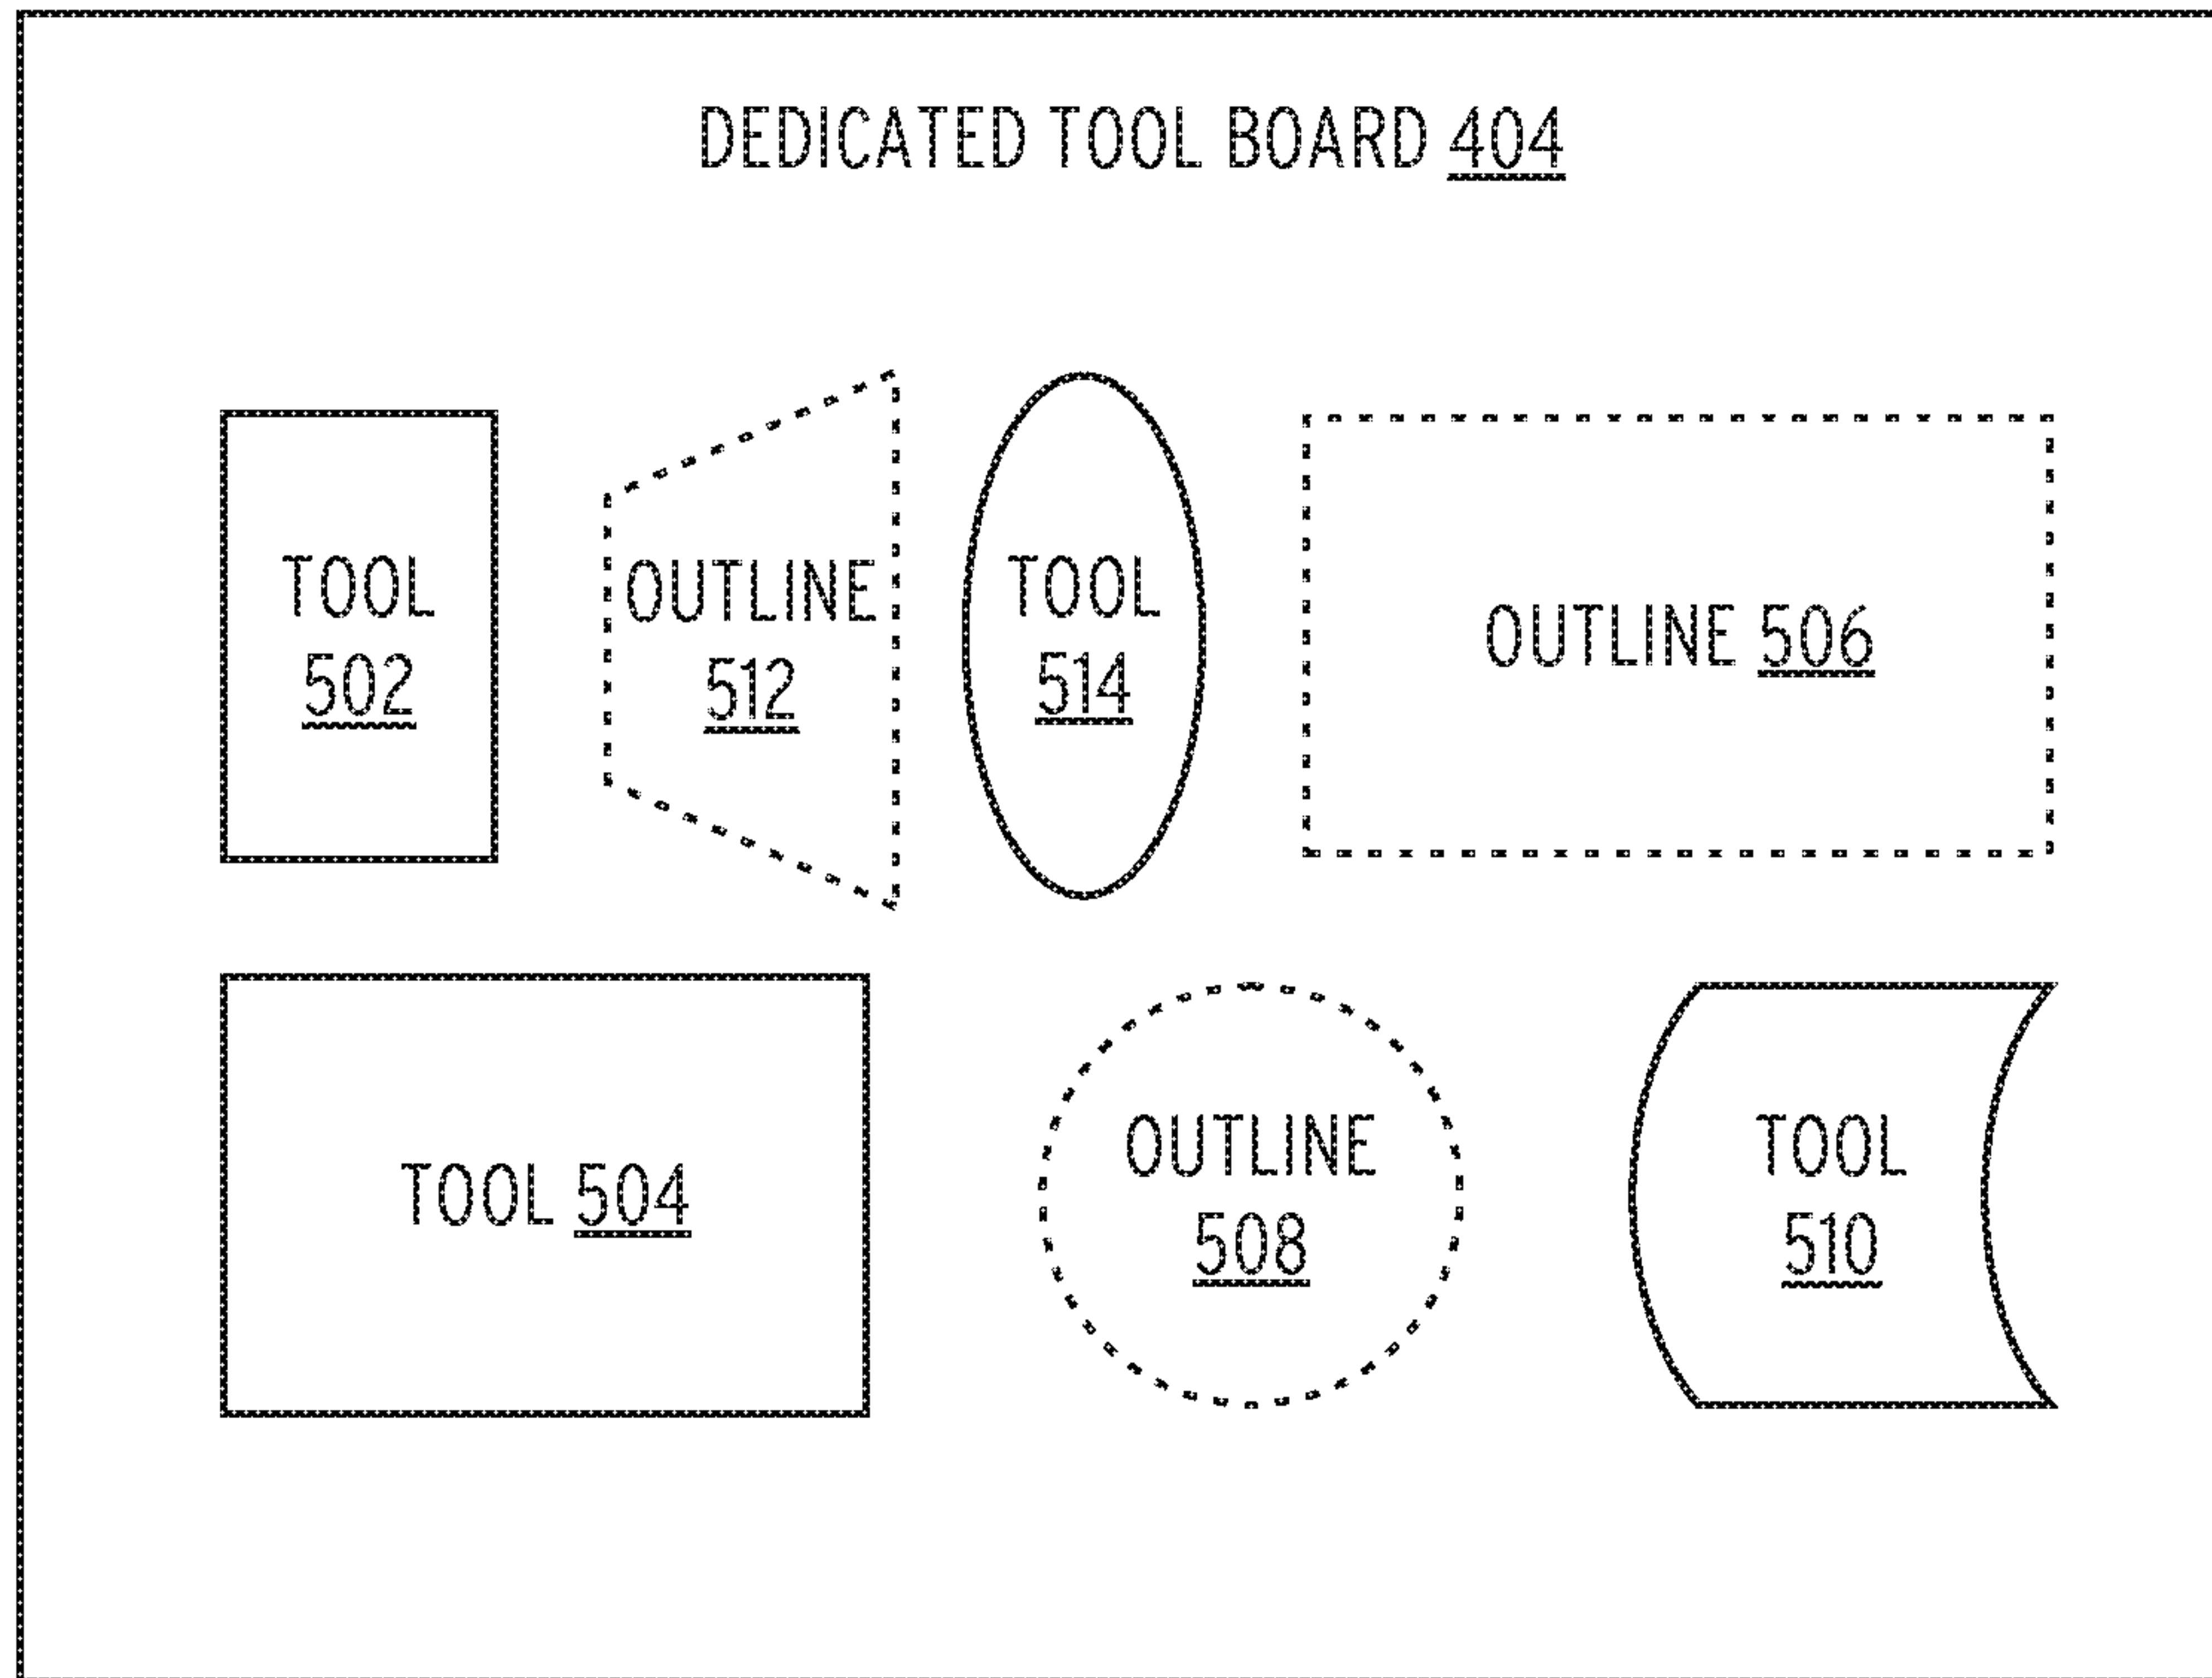 DEDICATED TOOL BOARD 404
TOOL
502
OUTLINE
512
TOOL
514
OUTLINE 506
TOOL 504
OUTLINE
508
TOOL
510